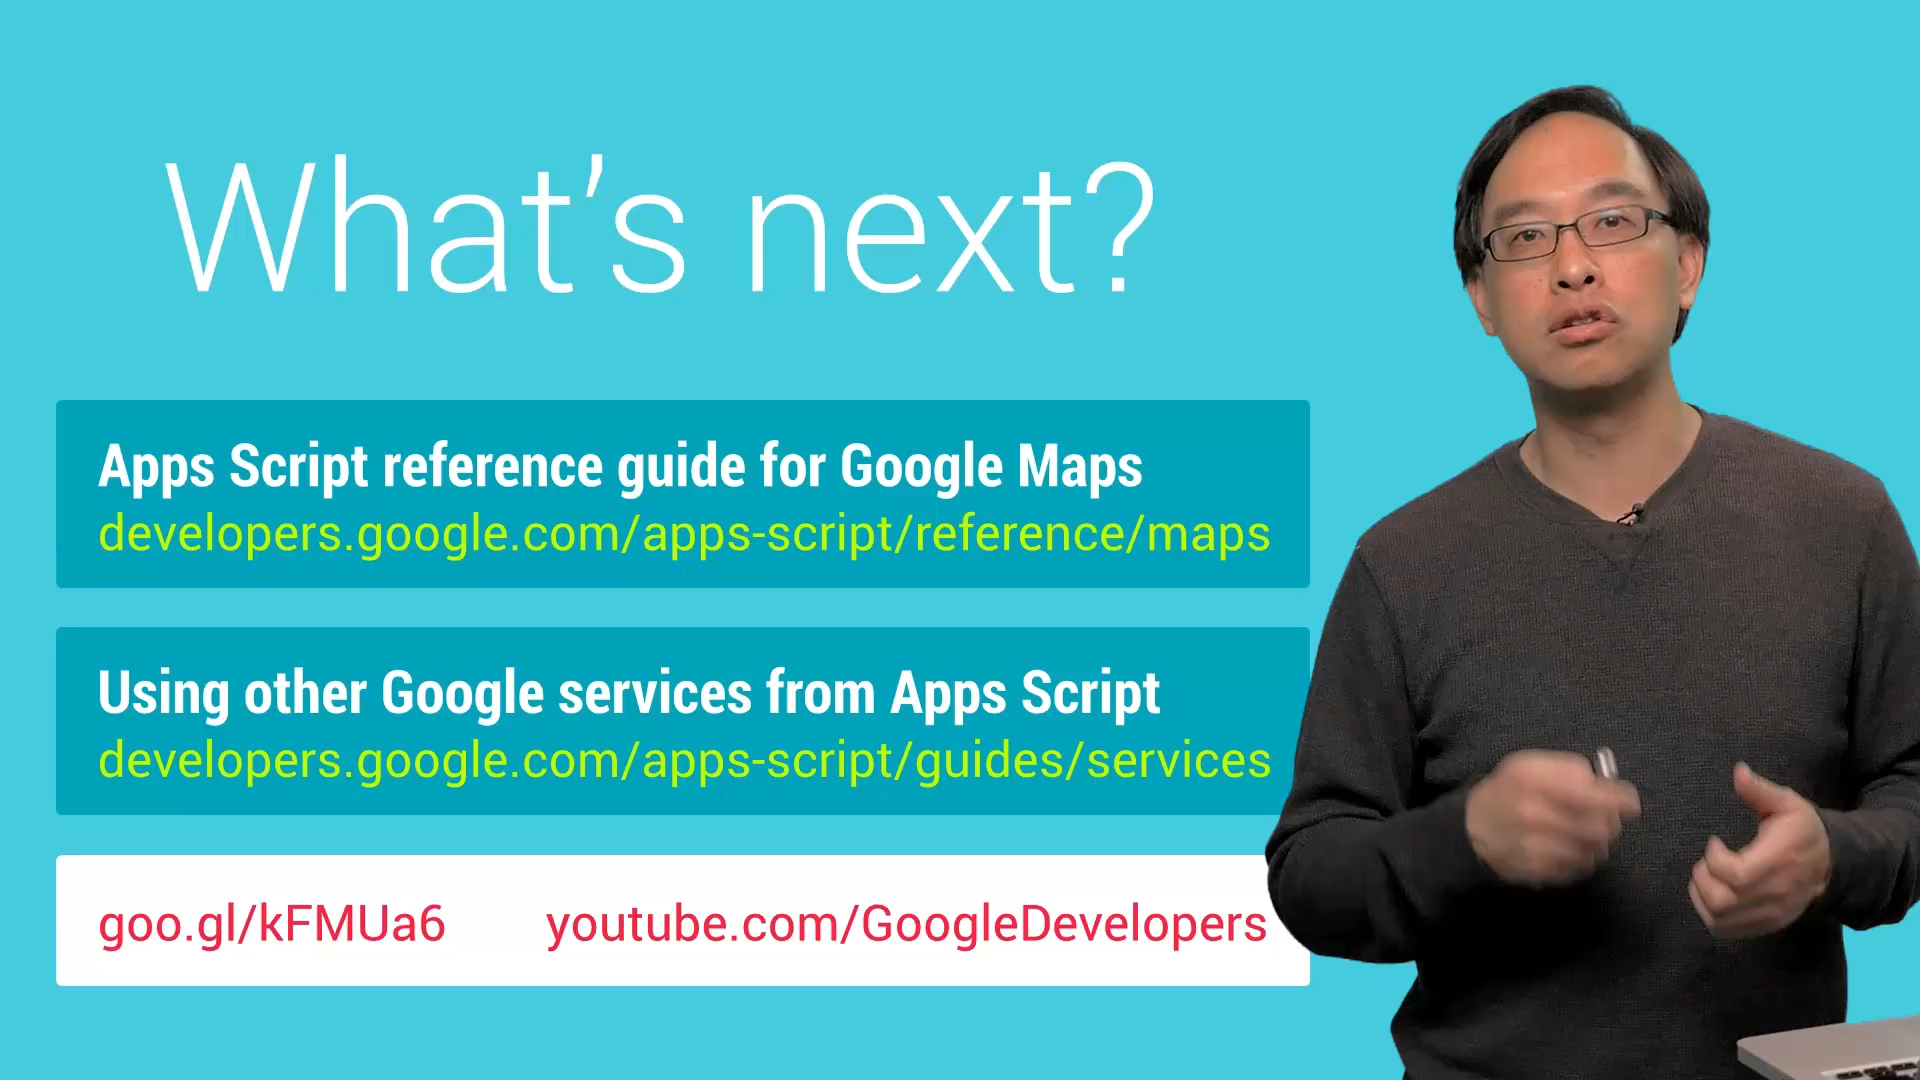 What’s next?
Apps Script reference guide for Google Maps
developers.google.com/apps-script/reference/maps
Using other Google services from Apps Script
developers.google.com/apps-script/guides/services
goo.gl/kFMUa6 youtube.com/GoogleDevelopers